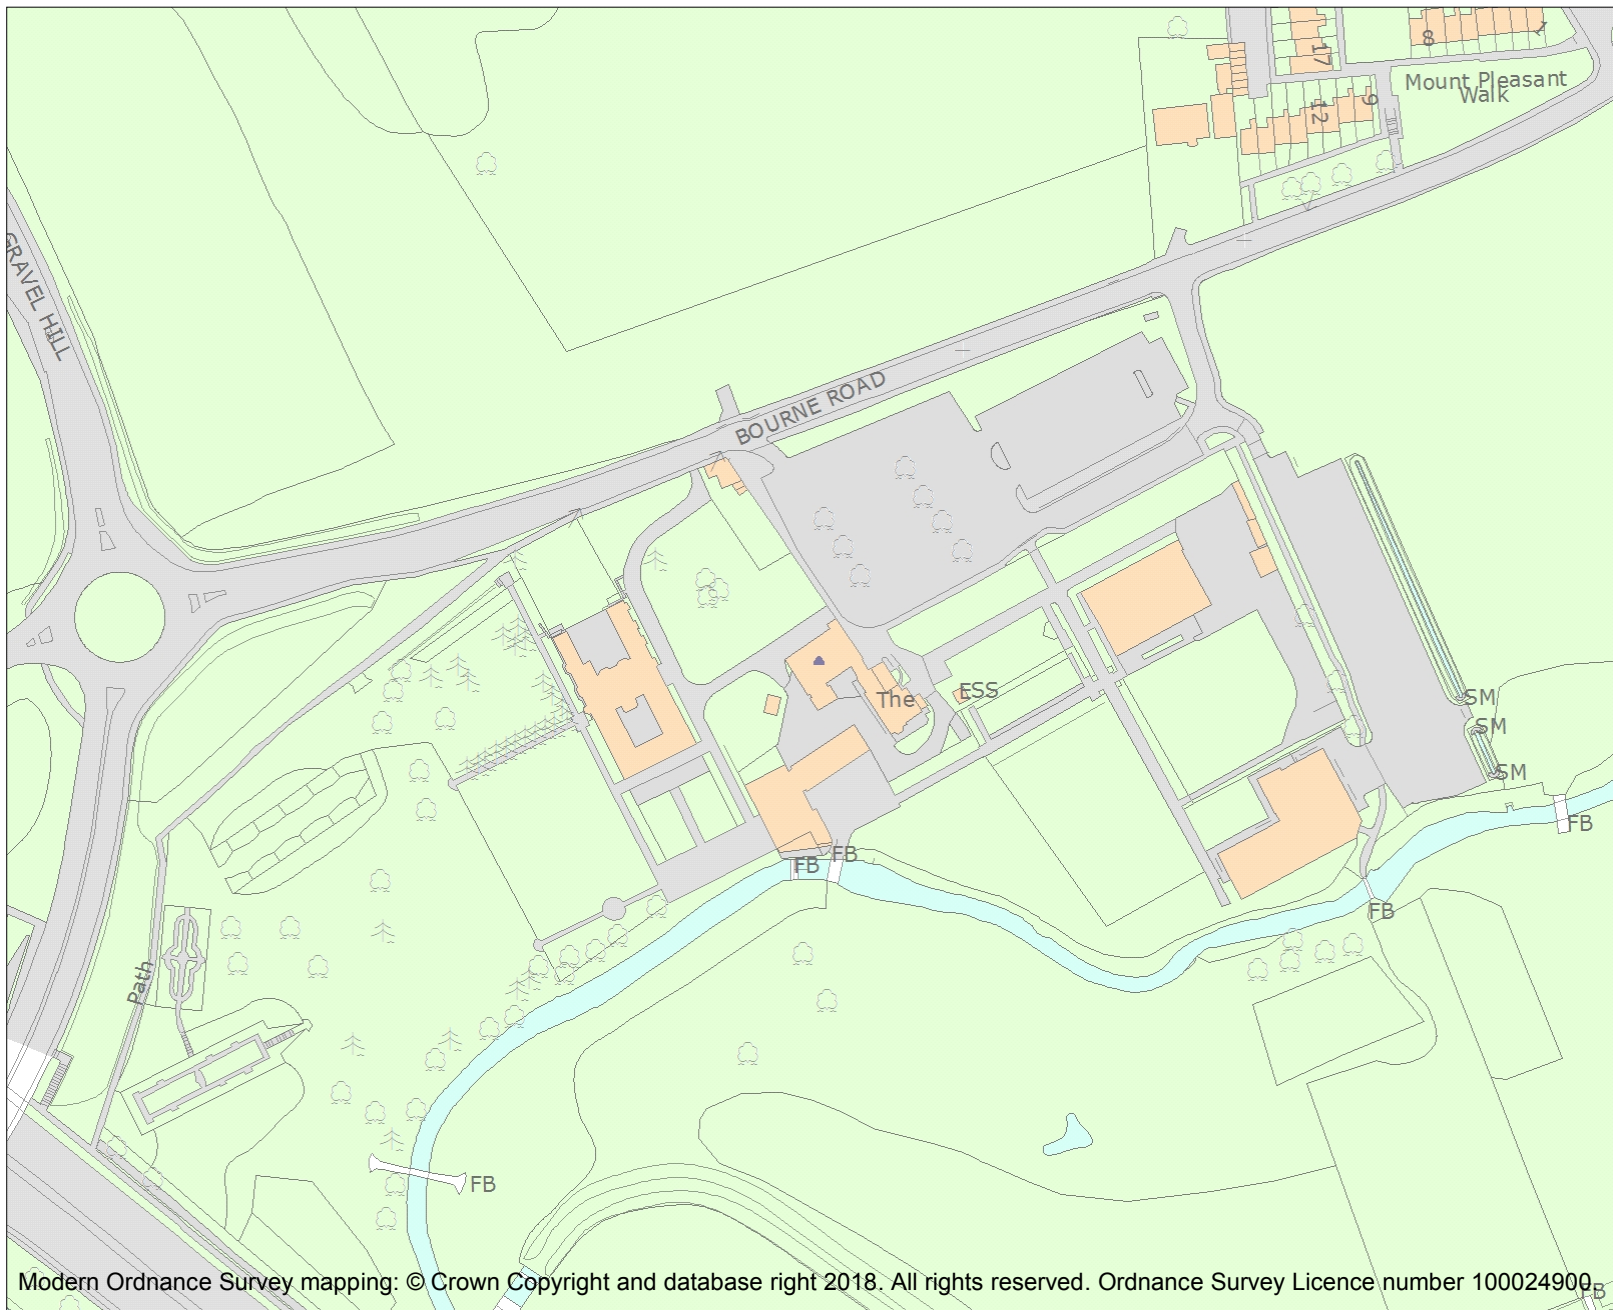 17
8
1
Mount Pleasant
Walk
12
9
GRAVEL HILL
BOURNE ROAD
The
ESS
SM
SM
SM
FB
FB
FB
FB
Path
FB
Modern Ordnance Survey mapping: © Crown Copyright and database right 2018. All rights reserved. Ordnance Survey Licence number 100024900.
FB